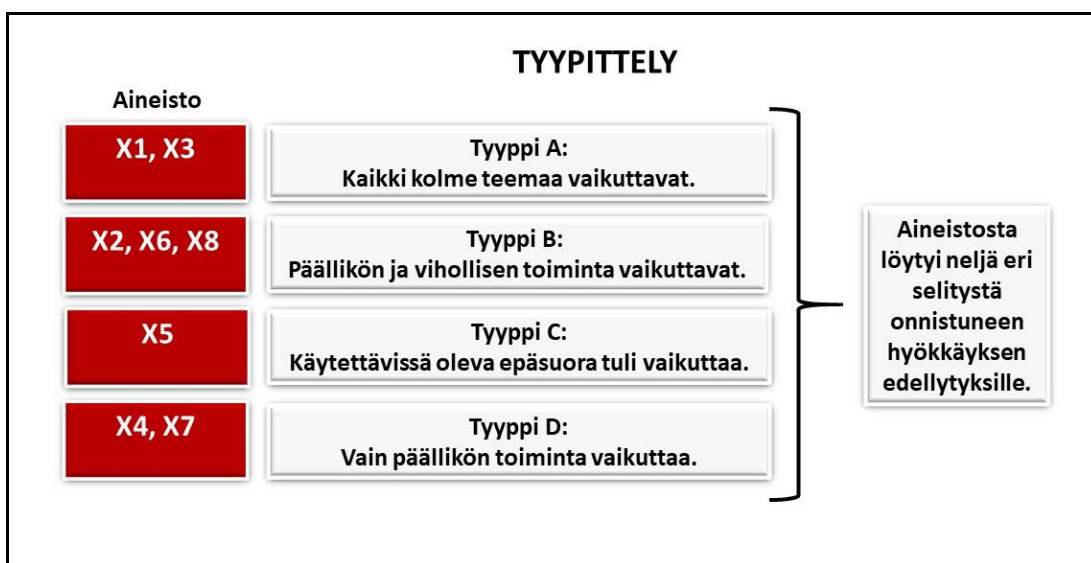 TYYPITTELY
Aineisto
X1, X3
Tyyppi A:
Kaikki kolme teemaa vaikuttavat.
X2, X6, X8
Tyyppi B:
Päällikön ja vihollisen toiminta vaikuttavat.
X5
Tyyppi C:
Käytettävissä oleva epäsuora tuli vaikuttaa.
X4, X7
Tyyppi D:
Vain päällikön toiminta vaikuttaa.
Aineistosta
löytyi neljä eri
selitystä
onnistuneen
hyökkäyksen
edellytyksille.